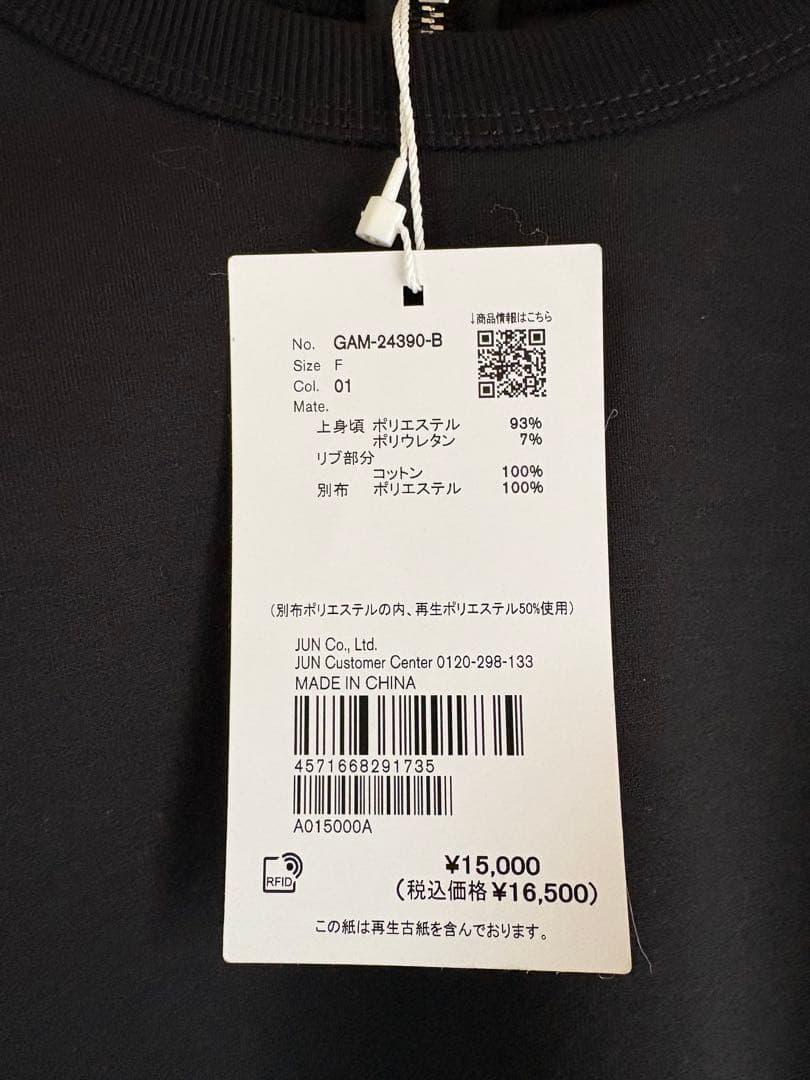 ↓商品情報はこちら
No. GAM-24390-B
Size F
Col. 01
Mate.
上身頃 ポリエステル 93%
ポリウレタン 7%
リブ部分
コットン 100%
別布 ポリエステル 100%
(別布ポリエステルの内、再生ポリエステル50%使用)
JUN Co., Ltd.
JUN Customer Center 0120-298-133
MADE IN CHINA
4571668291735
A015000A
RFID
¥15,000
(税込価格¥16,500)
この紙は再生古紙を含んでおります。